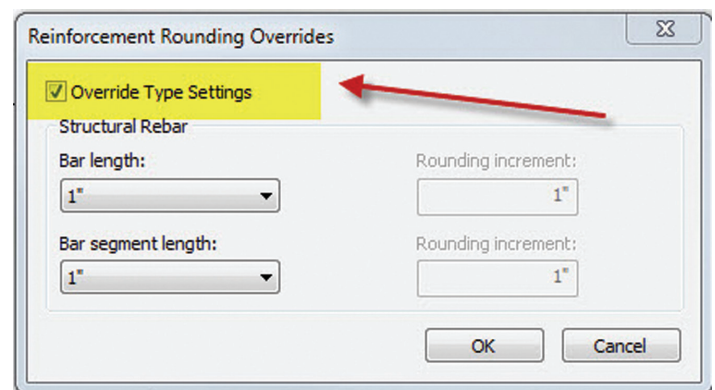 Reinforcement Rounding Overrides
Override Type Settings
Structural Rebar
Bar length:
Rounding increment:
1"
1"
Bar segment length:
Rounding increment:
1"
1"
OK
Cancel